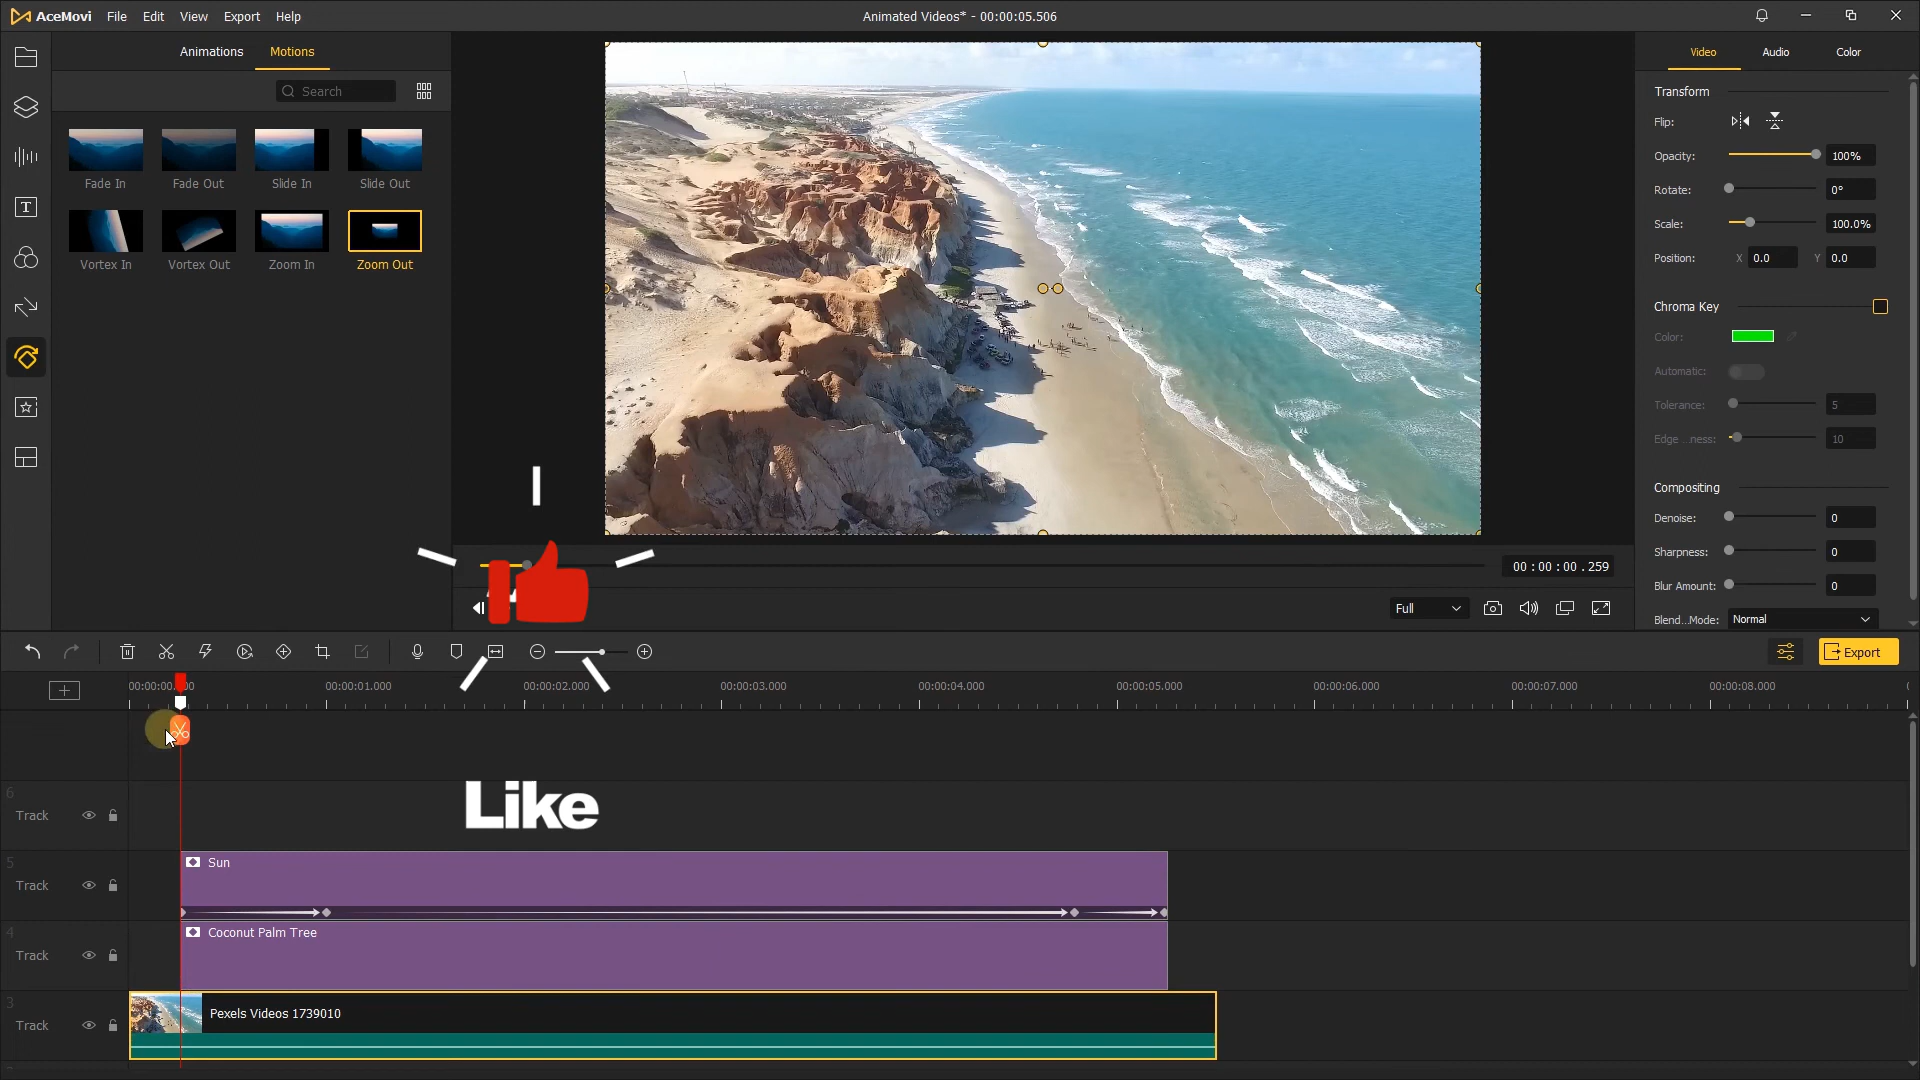 AceMovi File Edit View Export Help
Animated Videos* - 00:00:05.506
Animations Motions
Search
Fade In Fade Out Slide In Slide Out
Vortex In Vortex Out Zoom In Zoom Out
00 : 00 : 00 . 259
Full
Video Audio Color
Transform
Flip:
Opacity: 100%
Rotate: 0°
Scale: 100.0%
Position: X 0.0 Y 0.0
Chroma Key
Color:
Automatic:
Tolerance: 5
Edge ...ness: 10
Compositing
Denoise: 0
Sharpness: 0
Blur Amount: 0
Blend...Mode: Normal
Export
00:00:01.000 00:00:02.000 00:00:03.000 00:00:04.000 00:00:05.000 00:00:06.000 00:00:07.000 00:00:08.000
6
Track
Like
5
Track
Sun
4
Track
Coconut Palm Tree
3
Track
Pexels Videos 1739010